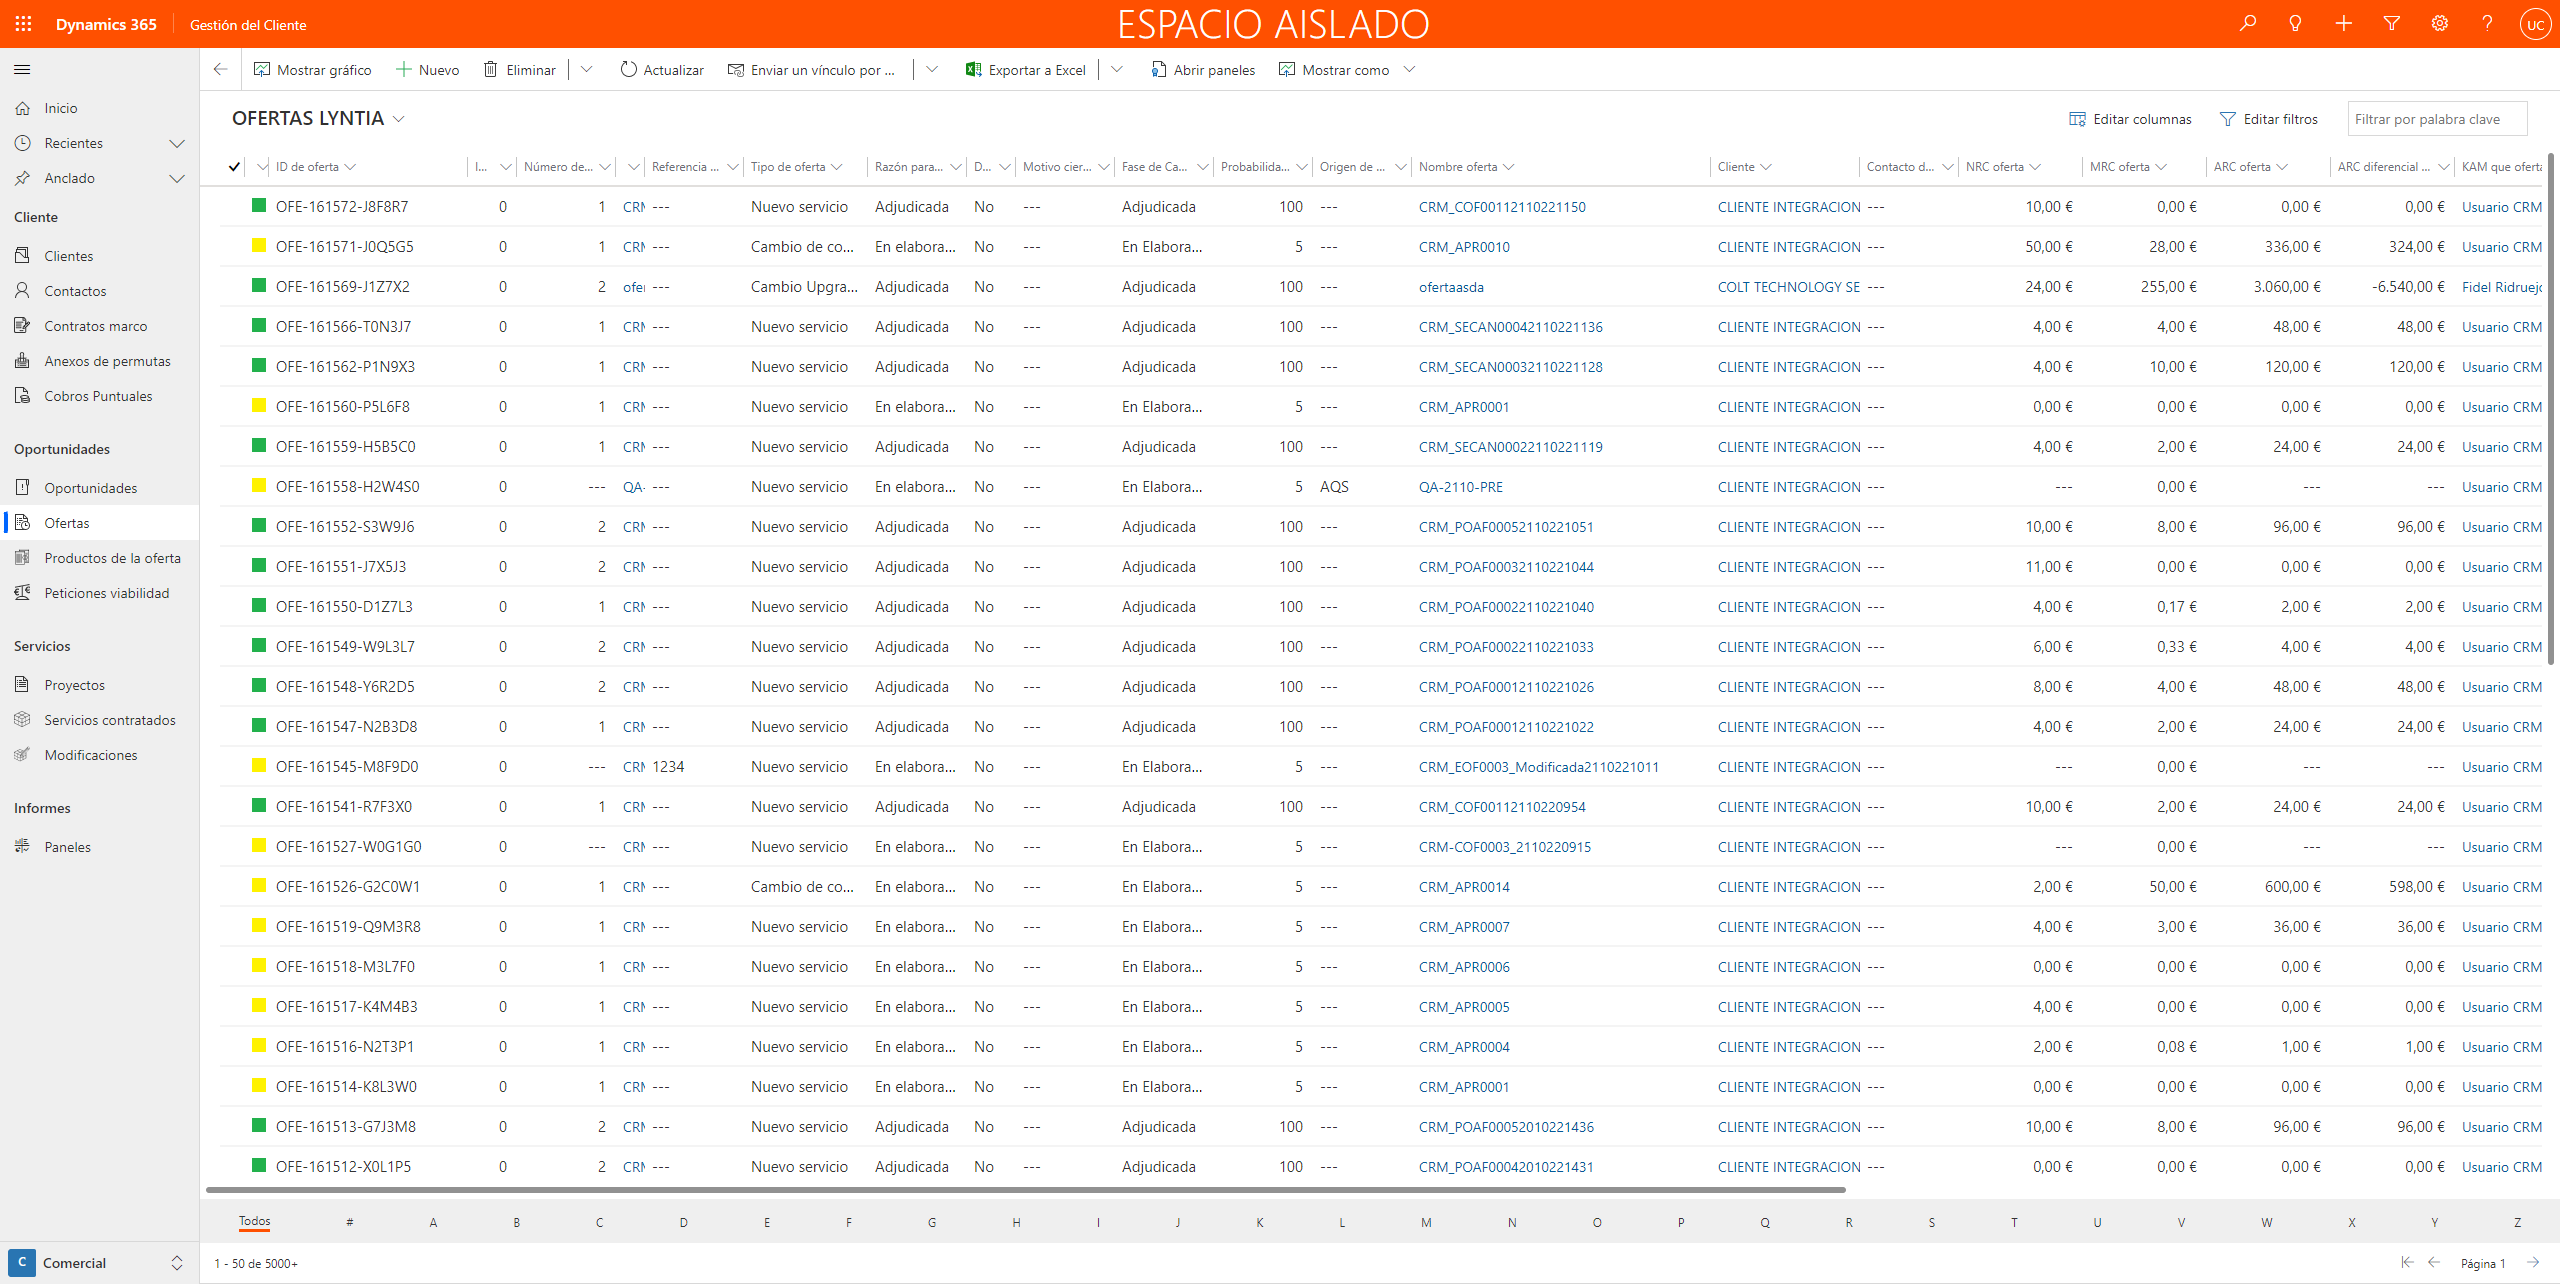 Dynamics 365 Gestión del Cliente ESPACIO AISLADO UC
Mostrar gráfico Nuevo Eliminar Actualizar Enviar un vínculo por ... Exportar a Excel Abrir paneles Mostrar como
Inicio
Recientes
Anclado
Cliente
Clientes
Contactos
Contratos marco
Anexos de permutas
Cobros Puntuales
Oportunidades
Oportunidades
Ofertas
Productos de la oferta
Peticiones viabilidad
Servicios
Proyectos
Servicios contratados
Modificaciones
Informes
Paneles
C Comercial
OFERTAS LYNTIA Editar columnas Editar filtros Filtrar por palabra clave
ID de oferta I... Número de... Referencia ... Tipo de oferta Razón para... D... Motivo cier... Fase de Ca... Probabilida... Origen de ... Nombre oferta Cliente Contacto d... NRC oferta MRC oferta ARC oferta ARC diferencial ... KAM que oferta
OFE-161572-J8F8R7 0 1 CRM --- Nuevo servicio Adjudicada No --- Adjudicada 100 --- CRM_COF00112110221150 CLIENTE INTEGRACION --- 10,00 € 0,00 € 0,00 € 0,00 € Usuario CRM
OFE-161571-J0Q5G5 0 1 CRM --- Cambio de co... En elabora... No --- En Elabora... 5 --- CRM_APR0010 CLIENTE INTEGRACION --- 50,00 € 28,00 € 336,00 € 324,00 € Usuario CRM
OFE-161569-J1Z7X2 0 2 ofer --- Cambio Upgra... Adjudicada No --- Adjudicada 100 --- ofertaasda COLT TECHNOLOGY SE --- 24,00 € 255,00 € 3.060,00 € -6.540,00 € Fidel Ridruejo
OFE-161566-T0N3J7 0 1 CRM --- Nuevo servicio Adjudicada No --- Adjudicada 100 --- CRM_SECAN00042110221136 CLIENTE INTEGRACION --- 4,00 € 4,00 € 48,00 € 48,00 € Usuario CRM
OFE-161562-P1N9X3 0 1 CRM --- Nuevo servicio Adjudicada No --- Adjudicada 100 --- CRM_SECAN00032110221128 CLIENTE INTEGRACION --- 4,00 € 10,00 € 120,00 € 120,00 € Usuario CRM
OFE-161560-P5L6F8 0 1 CRM --- Nuevo servicio En elabora... No --- En Elabora... 5 --- CRM_APR0001 CLIENTE INTEGRACION --- 0,00 € 0,00 € 0,00 € 0,00 € Usuario CRM
OFE-161559-H5B5C0 0 1 CRM --- Nuevo servicio Adjudicada No --- Adjudicada 100 --- CRM_SECAN00022110221119 CLIENTE INTEGRACION --- 4,00 € 2,00 € 24,00 € 24,00 € Usuario CRM
OFE-161558-H2W4S0 0 --- QA- --- Nuevo servicio En elabora... No --- En Elabora... 5 AQS QA-2110-PRE CLIENTE INTEGRACION --- --- 0,00 € --- --- Usuario CRM
OFE-161552-S3W9J6 0 2 CRM --- Nuevo servicio Adjudicada No --- Adjudicada 100 --- CRM_POAF00052110221051 CLIENTE INTEGRACION --- 10,00 € 8,00 € 96,00 € 96,00 € Usuario CRM
OFE-161551-J7X5J3 0 2 CRM --- Nuevo servicio Adjudicada No --- Adjudicada 100 --- CRM_POAF00032110221044 CLIENTE INTEGRACION --- 11,00 € 0,00 € 0,00 € 0,00 € Usuario CRM
OFE-161550-D1Z7L3 0 1 CRM --- Nuevo servicio Adjudicada No --- Adjudicada 100 --- CRM_POAF00022110221040 CLIENTE INTEGRACION --- 4,00 € 0,17 € 2,00 € 2,00 € Usuario CRM
OFE-161549-W9L3L7 0 2 CRM --- Nuevo servicio Adjudicada No --- Adjudicada 100 --- CRM_POAF00022110221033 CLIENTE INTEGRACION --- 6,00 € 0,33 € 4,00 € 4,00 € Usuario CRM
OFE-161548-Y6R2D5 0 2 CRM --- Nuevo servicio Adjudicada No --- Adjudicada 100 --- CRM_POAF00012110221026 CLIENTE INTEGRACION --- 8,00 € 4,00 € 48,00 € 48,00 € Usuario CRM
OFE-161547-N2B3D8 0 1 CRM --- Nuevo servicio Adjudicada No --- Adjudicada 100 --- CRM_POAF00012110221022 CLIENTE INTEGRACION --- 4,00 € 2,00 € 24,00 € 24,00 € Usuario CRM
OFE-161545-M8F9D0 0 --- CRM 1234 Nuevo servicio En elabora... No --- En Elabora... 5 --- CRM_EOF0003_Modificada2110221011 CLIENTE INTEGRACION --- --- 0,00 € --- --- Usuario CRM
OFE-161541-R7F3X0 0 1 CRM --- Nuevo servicio Adjudicada No --- Adjudicada 100 --- CRM_COF00112110220954 CLIENTE INTEGRACION --- 10,00 € 2,00 € 24,00 € 24,00 € Usuario CRM
OFE-161527-W0G1G0 0 --- CRM --- Nuevo servicio En elabora... No --- En Elabora... 5 --- CRM-COF0003_2110220915 CLIENTE INTEGRACION --- --- 0,00 € --- --- Usuario CRM
OFE-161526-G2C0W1 0 1 CRM --- Cambio de co... En elabora... No --- En Elabora... 5 --- CRM_APR0014 CLIENTE INTEGRACION --- 2,00 € 50,00 € 600,00 € 598,00 € Usuario CRM
OFE-161519-Q9M3R8 0 1 CRM --- Nuevo servicio En elabora... No --- En Elabora... 5 --- CRM_APR0007 CLIENTE INTEGRACION --- 4,00 € 3,00 € 36,00 € 36,00 € Usuario CRM
OFE-161518-M3L7F0 0 1 CRM --- Nuevo servicio En elabora... No --- En Elabora... 5 --- CRM_APR0006 CLIENTE INTEGRACION --- 0,00 € 0,00 € 0,00 € 0,00 € Usuario CRM
OFE-161517-K4M4B3 0 1 CRM --- Nuevo servicio En elabora... No --- En Elabora... 5 --- CRM_APR0005 CLIENTE INTEGRACION --- 4,00 € 0,00 € 0,00 € 0,00 € Usuario CRM
OFE-161516-N2T3P1 0 1 CRM --- Nuevo servicio En elabora... No --- En Elabora... 5 --- CRM_APR0004 CLIENTE INTEGRACION --- 2,00 € 0,08 € 1,00 € 1,00 € Usuario CRM
OFE-161514-K8L3W0 0 1 CRM --- Nuevo servicio En elabora... No --- En Elabora... 5 --- CRM_APR0001 CLIENTE INTEGRACION --- 0,00 € 0,00 € 0,00 € 0,00 € Usuario CRM
OFE-161513-G7J3M8 0 2 CRM --- Nuevo servicio Adjudicada No --- Adjudicada 100 --- CRM_POAF00052010221436 CLIENTE INTEGRACION --- 10,00 € 8,00 € 96,00 € 96,00 € Usuario CRM
OFE-161512-X0L1P5 0 2 CRM --- Nuevo servicio Adjudicada No --- Adjudicada 100 --- CRM_POAF00042010221431 CLIENTE INTEGRACION --- 0,00 € 0,00 € 0,00 € 0,00 € Usuario CRM
Todos # A B C D E F G H I J K L M N O P Q R S T U V W X Y Z
1 - 50 de 5000+ Página 1